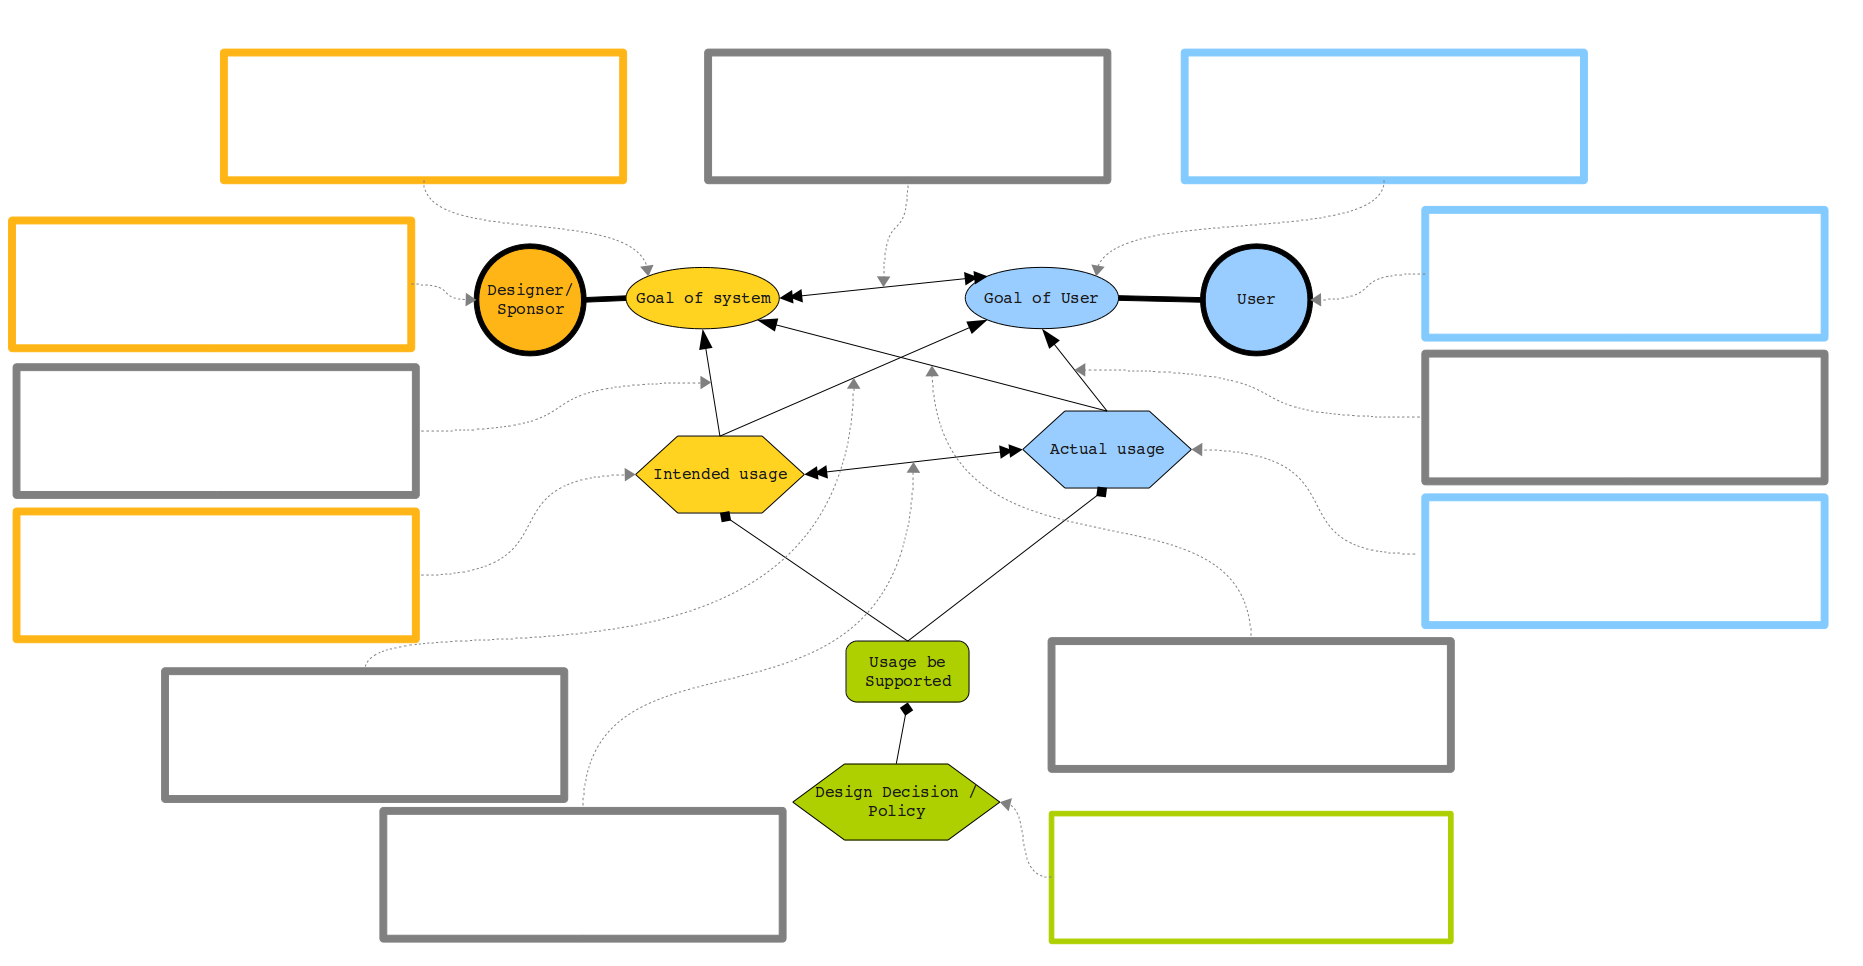 Designer/
Sponsor
Goal of system
Goal of User
User
Intended usage
Actual usage
Usage be
Supported
Design Decision /
Policy